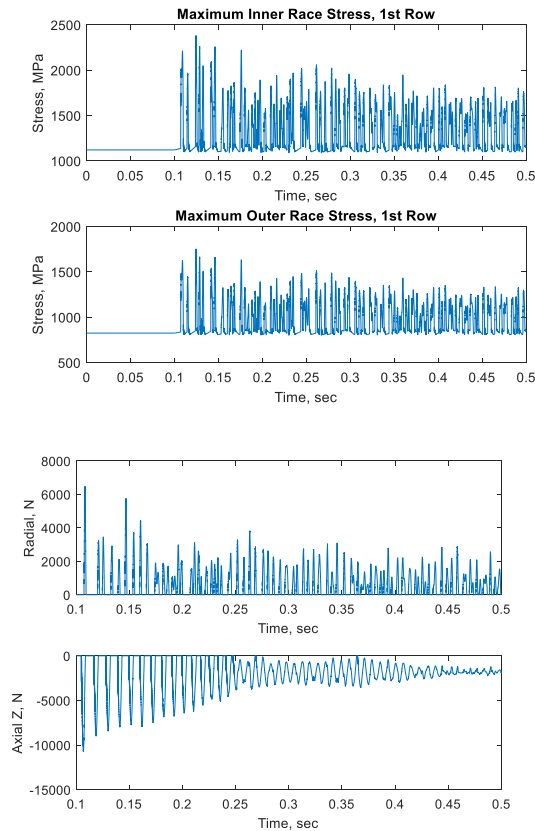 Maximum Inner Race Stress, 1st Row
Stress, MPa
2500
2000
1500
1000
0 0.05 0.1 0.15 0.2 0.25 0.3 0.35 0.4 0.45 0.5
Time, sec
Maximum Outer Race Stress, 1st Row
Stress, MPa
2000
1500
1000
500
0 0.05 0.1 0.15 0.2 0.25 0.3 0.35 0.4 0.45 0.5
Time, sec
Radial, N
8000
6000
4000
2000
0
0.1 0.15 0.2 0.25 0.3 0.35 0.4 0.45 0.5
Time, sec
Axial Z, N
0
-5000
-10000
-15000
0.1 0.15 0.2 0.25 0.3 0.35 0.4 0.45 0.5
Time, sec